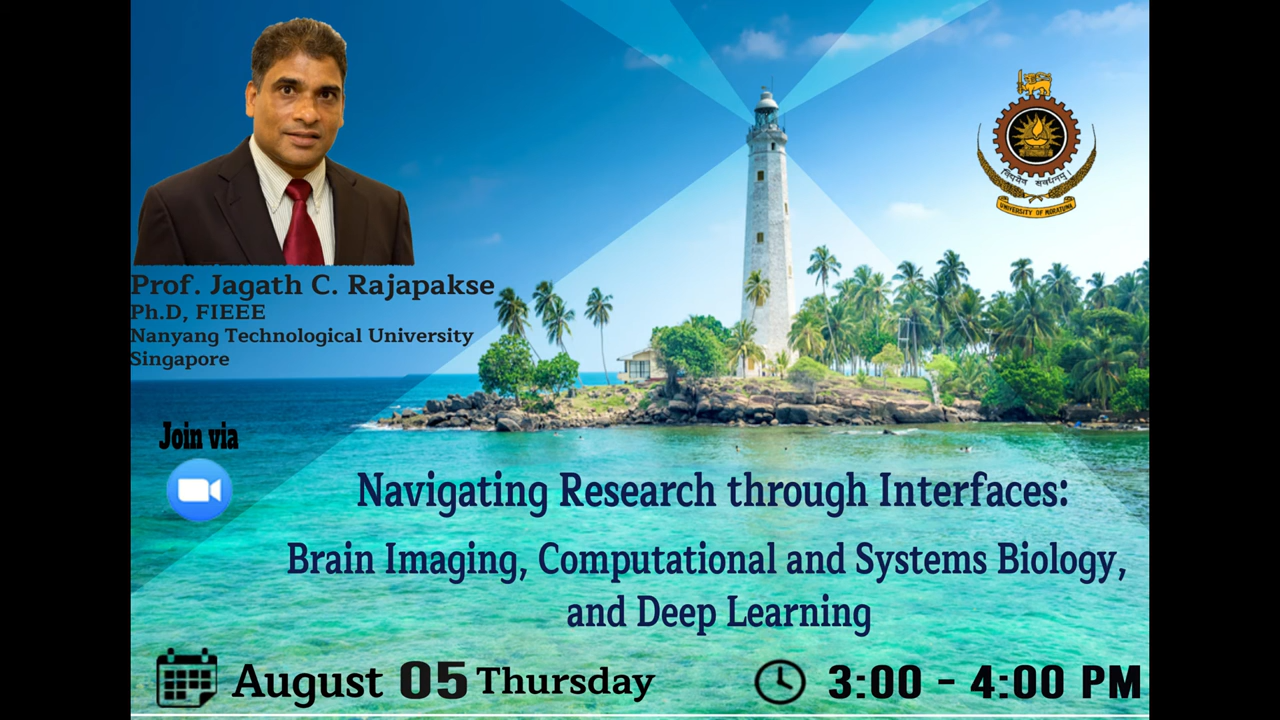 Prof. Jagath C. Rajapakse
Ph.D, FIEEE
Nanyang Technological University
Singapore
UNIVERSITY OF MORATUWA
Join via
Navigating Research through Interfaces:
Brain Imaging, Computational and Systems Biology,
and Deep Learning
August 05 Thursday
3:00 - 4:00 PM